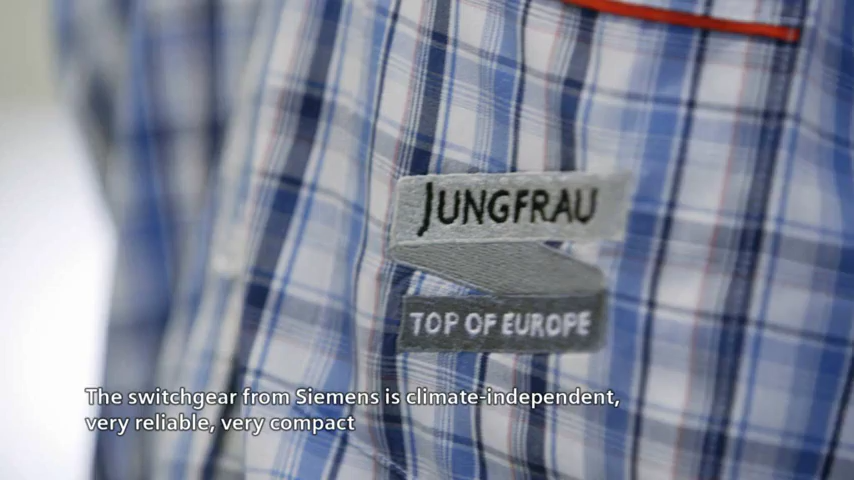 JUNGFRAU
TOP OF EUROPE
The switchgear from Siemens is climate-independent,
very reliable, very compact